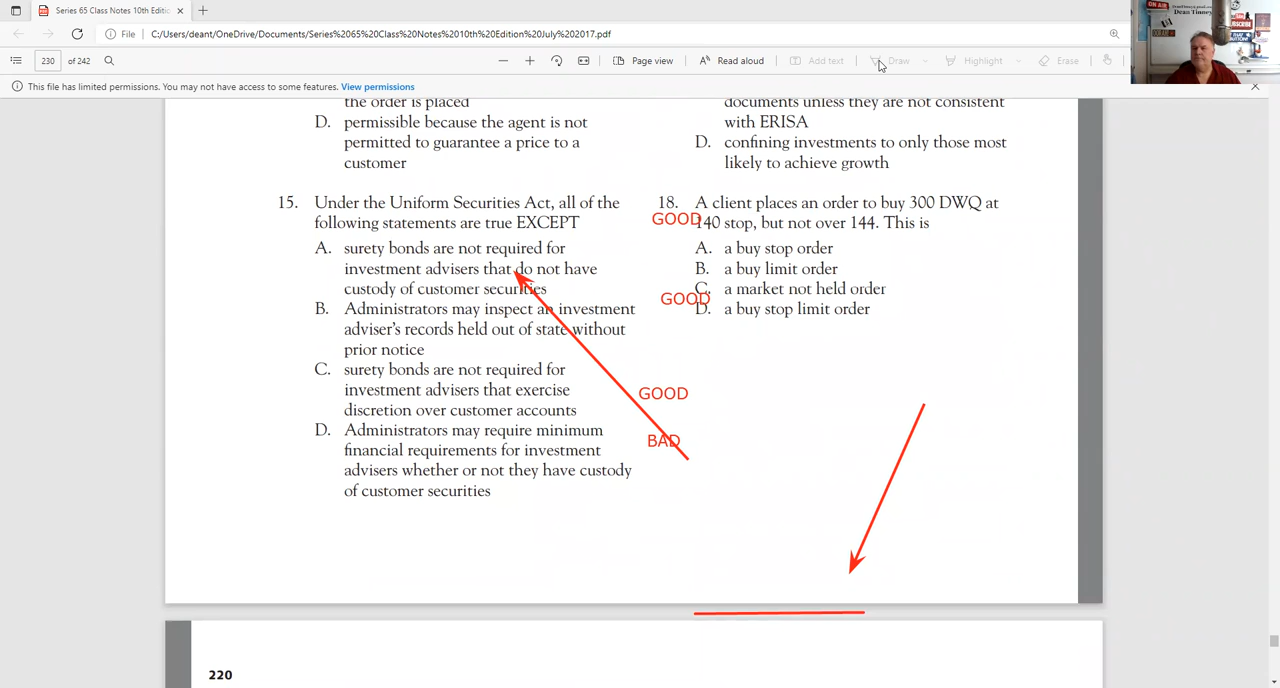 Series 65 Class Notes 10th Editio
File
C:/Users/deant/OneDrive/Documents/Series%2065%20Class%20Notes%2010th%20Edition%20July%202017.pdf
230 of 242
Page view
Read aloud
Add text
Draw
Highlight
Erase
This file has limited permissions. You may not have access to some features. View permissions
ON AIR
Dean Tinney
SUBSCRIBE
the order is placed
D. permissible because the agent is not
permitted to guarantee a price to a
customer
15. Under the Uniform Securities Act, all of the
following statements are true EXCEPT
A. surety bonds are not required for
investment advisers that do not have
custody of customer securities
B. Administrators may inspect an investment
adviser's records held out of state without
prior notice
C. surety bonds are not required for
investment advisers that exercise
discretion over customer accounts
D. Administrators may require minimum
financial requirements for investment
advisers whether or not they have custody
of customer securities
documents unless they are not consistent
with ERISA
D. confining investments to only those most
likely to achieve growth
18. A client places an order to buy 300 DWQ at
140 stop, but not over 144. This is
A. a buy stop order
B. a buy limit order
C. a market not held order
D. a buy stop limit order
GOOD
GOOD
GOOD
BAD
220